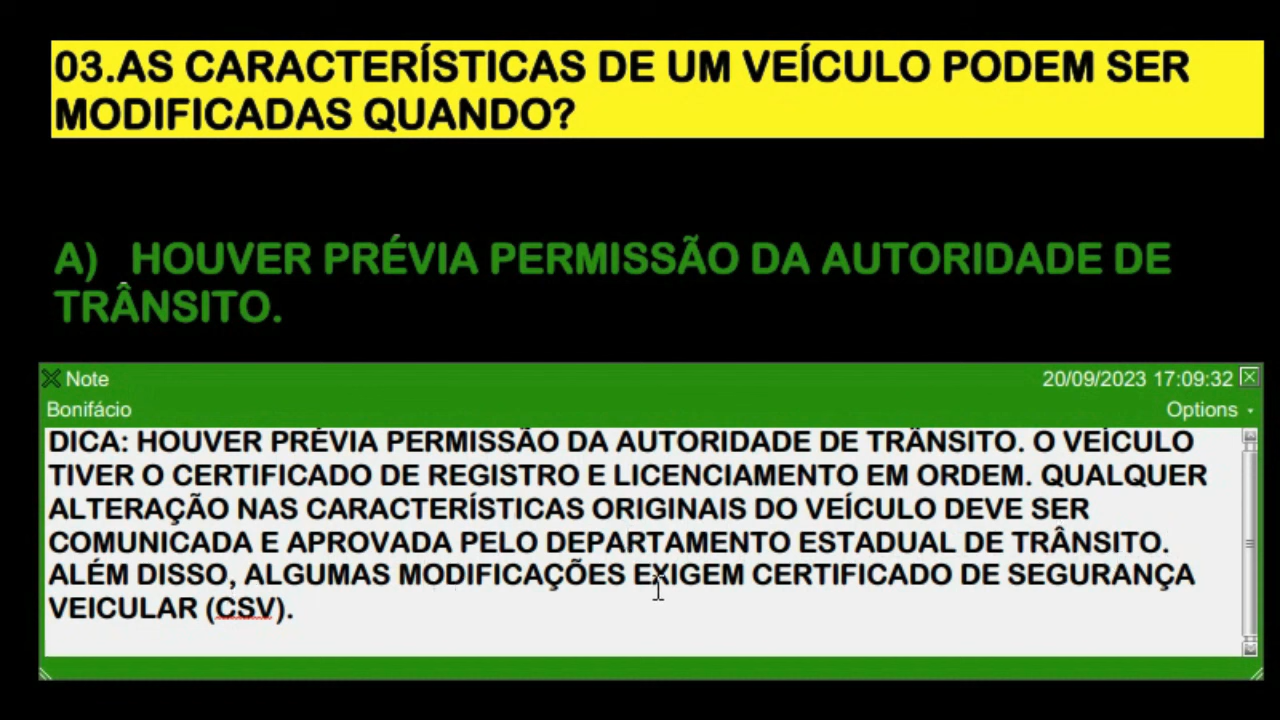 03.AS CARACTERÍSTICAS DE UM VEÍCULO PODEM SER
MODIFICADAS QUANDO?
A) HOUVER PRÉVIA PERMISSÃO DA AUTORIDADE DE
TRÂNSITO.
Note 20/09/2023 17:09:32
Bonifácio Options
DICA: HOUVER PRÉVIA PERMISSÃO DA AUTORIDADE DE TRÂNSITO. O VEÍCULO
TIVER O CERTIFICADO DE REGISTRO E LICENCIAMENTO EM ORDEM. QUALQUER
ALTERAÇÃO NAS CARACTERÍSTICAS ORIGINAIS DO VEÍCULO DEVE SER
COMUNICADA E APROVADA PELO DEPARTAMENTO ESTADUAL DE TRÂNSITO.
ALÉM DISSO, ALGUMAS MODIFICAÇÕES EXIGEM CERTIFICADO DE SEGURANÇA
VEICULAR (CSV).